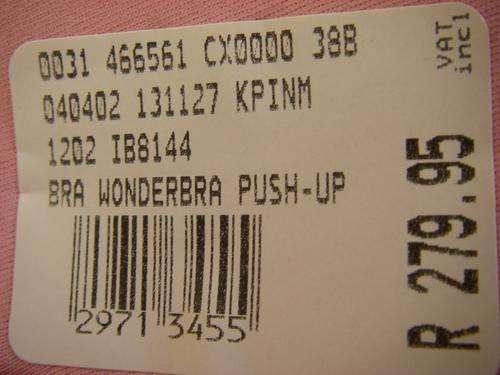 0031 466561 CX0000 38B
040402 131127 KPINM
1202 IB8144
BRA WONDERBRA PUSH-UP
2971 3455
VAT
incl
R 279.95